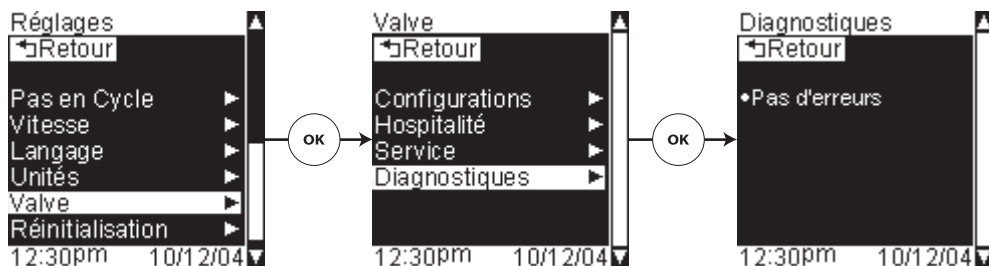 Réglages
Retour
Pas en Cycle
Vitesse
Langage
Unités
Valve
Réinitialisation
12:30pm 10/12/04
OK
Valve
Retour
Configurations
Hospitalité
Service
Diagnostiques
12:30pm 10/12/04
OK
Diagnostiques
Retour
•Pas d'erreurs
12:30pm 10/12/04